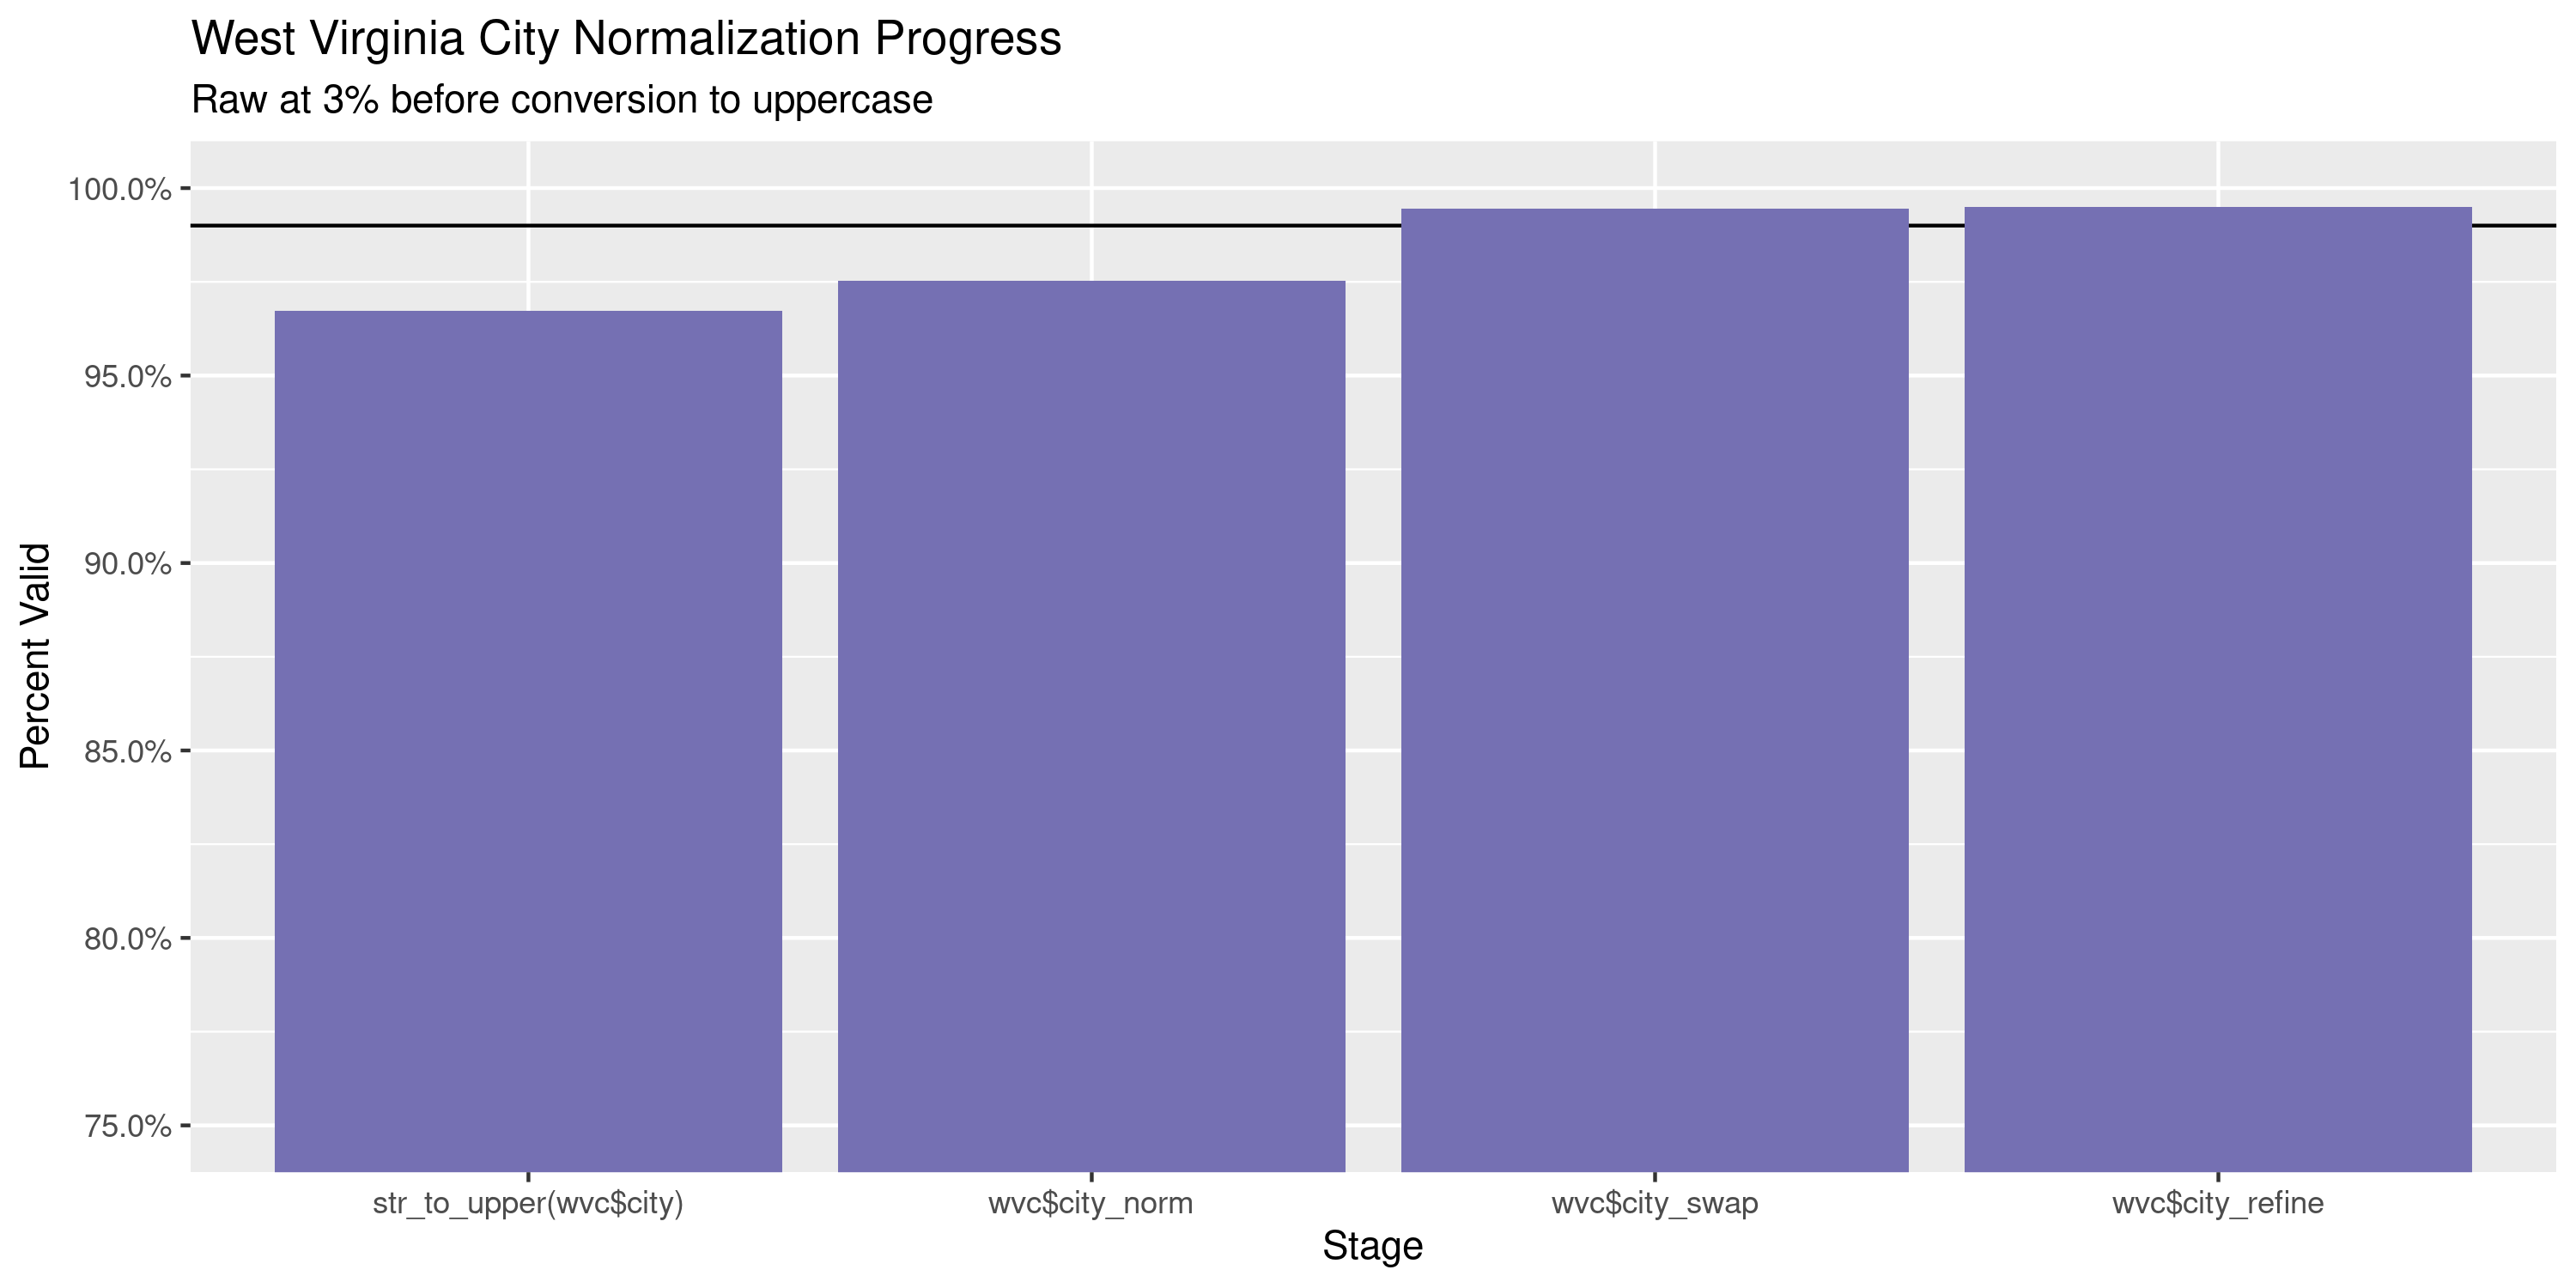 West Virginia City Normalization Progress
Raw at 3% before conversion to uppercase
Percent Valid
100.0%
95.0%
90.0%
85.0%
80.0%
75.0%
str_to_upper(wvc$city)
wvc$city_norm
wvc$city_swap
wvc$city_refine
Stage